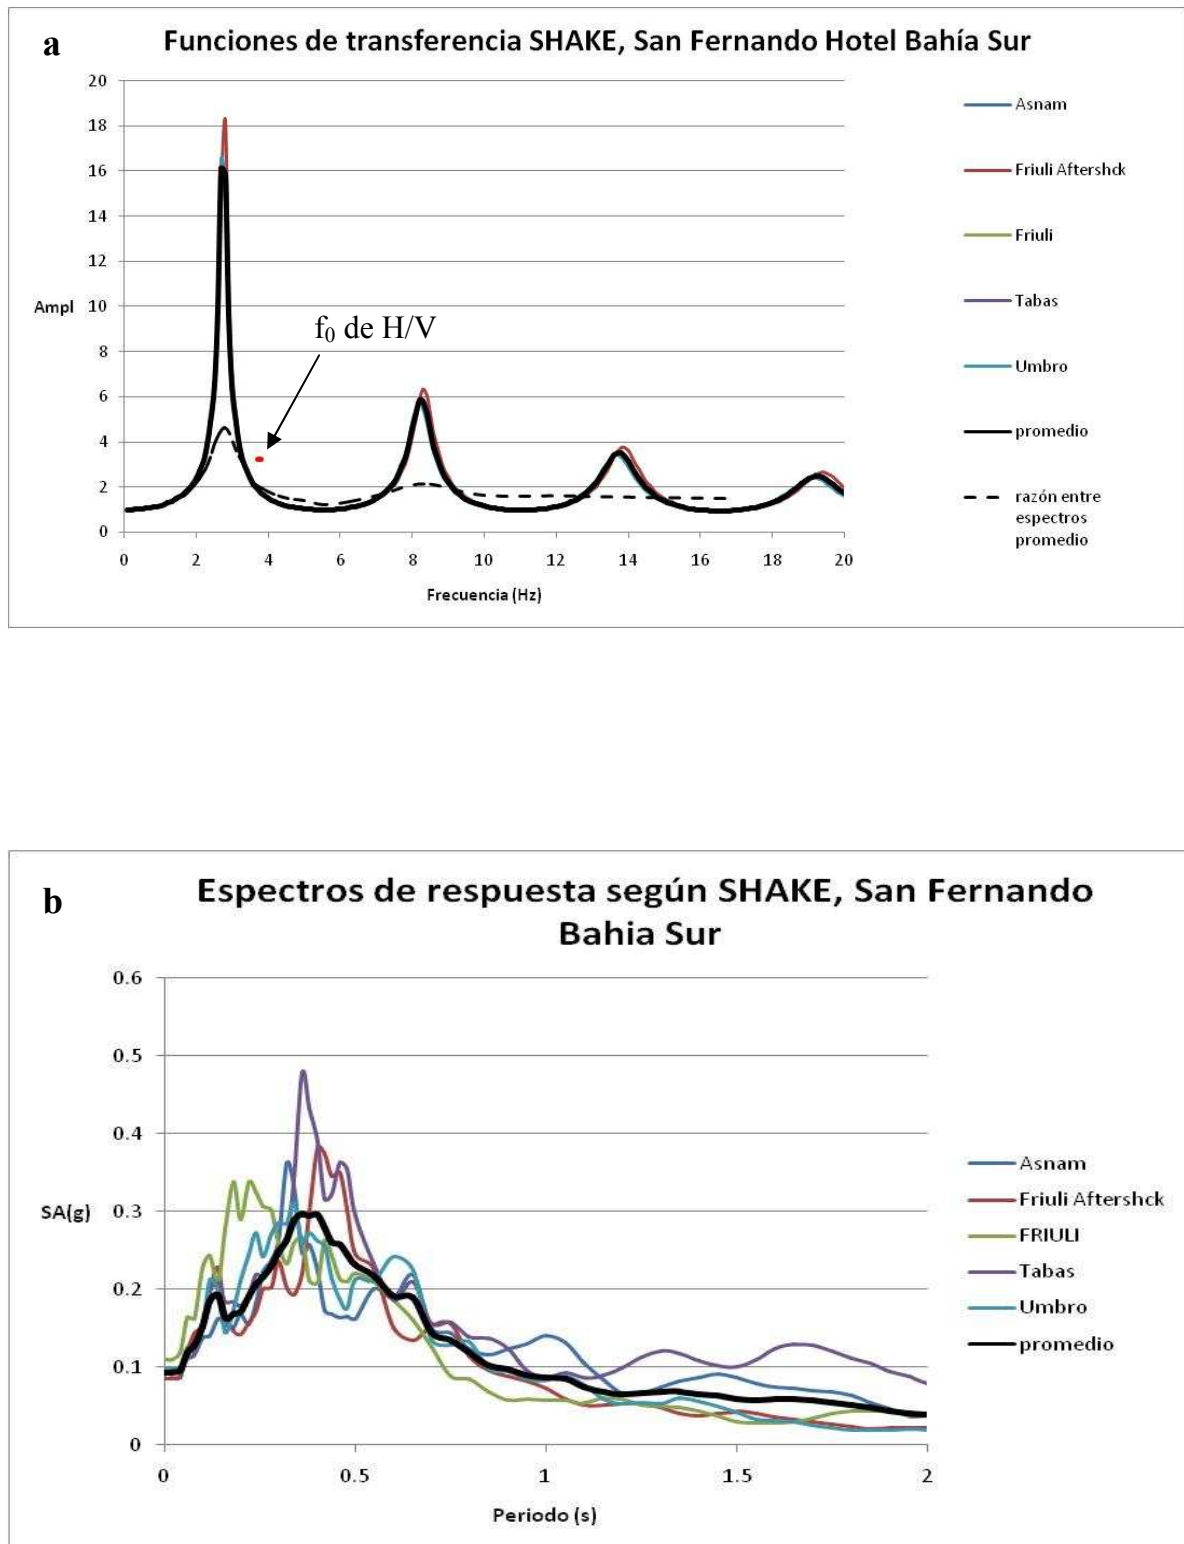 a
Funciones de transferencia SHAKE, San Fernando Hotel Bahía Sur
20
18
16
14
12
10
8
6
4
2
0
Ampl
f0 de H/V
0 2 4 6 8 10 12 14 16 18 20
Frecuencia (Hz)
Asnam
Friuli Aftershck
Friuli
Tabas
Umbro
promedio
razón entre
espectros
promedio
b
Espectros de respuesta según SHAKE, San Fernando
Bahia Sur
0.6
0.5
0.4
0.3
0.2
0.1
0
SA(g)
0 0.5 1 1.5 2
Periodo (s)
Asnam
Friuli Aftershck
FRIULI
Tabas
Umbro
promedio